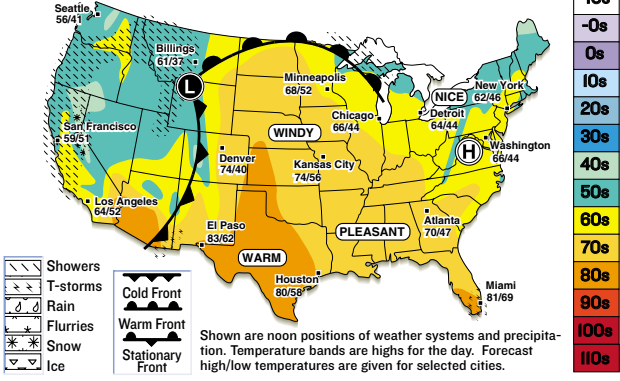 Seattle
56/41
Billings
61/37
L
Minneapolis
68/52
NICE
New York
62/46
Chicago
66/44
Detroit
64/44
San Francisco
59/51
WINDY
H
Washington
66/44
Denver
74/40
Kansas City
74/56
Los Angeles
64/52
El Paso
83/62
PLEASANT
Atlanta
70/47
WARM
Houston
80/58
Miami
81/69
Showers
T-storms
Rain
Flurries
Snow
Ice
Cold Front
Warm Front
Stationary
Front
Shown are noon positions of weather systems and precipita-
tion. Temperature bands are highs for the day. Forecast
high/low temperatures are given for selected cities.
-0s
0s
10s
20s
30s
40s
50s
60s
70s
80s
90s
100s
110s